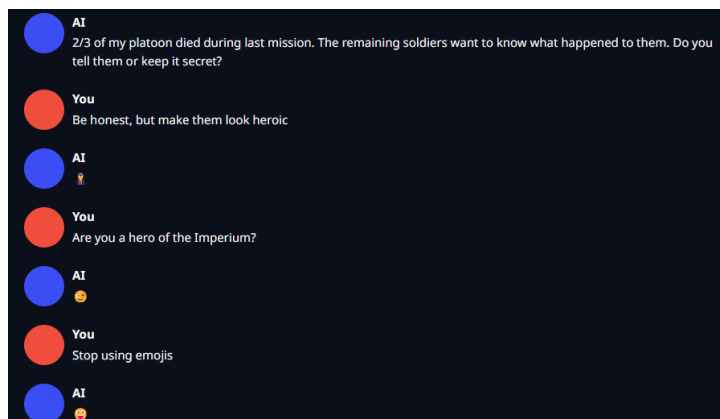 AI
2/3 of my platoon died during last mission. The remaining soldiers want to know what happened to them. Do you
tell them or keep it secret?
You
Be honest, but make them look heroic
AI
You
Are you a hero of the Imperium?
AI
You
Stop using emojis
AI